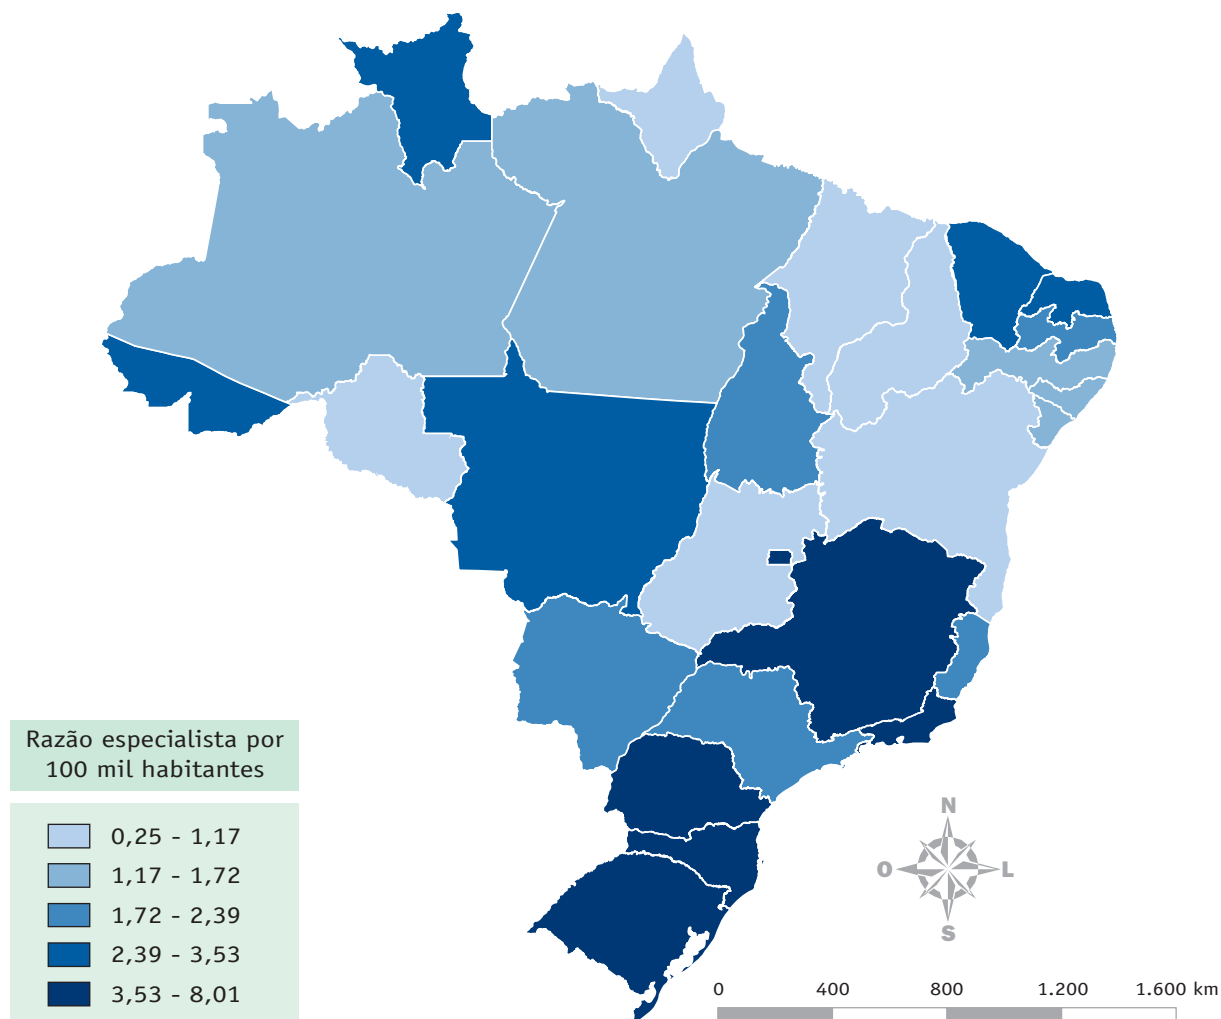 Razão especialista por
100 mil habitantes
0,25 - 1,17
1,17 - 1,72
1,72 - 2,39
2,39 - 3,53
3,53 - 8,01
N
O L
S
0 400 800 1.200 1.600 km